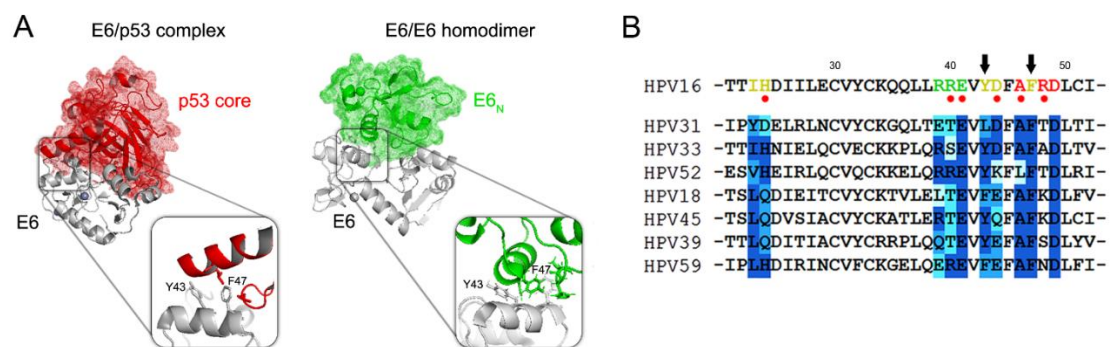 A
E6/p53 complex
E6/E6 homodimer
p53 core
E6
Y43
F47
E6N
E6
Y43
F47
B
30 40 50
HPV16 -TTIHDIILECVYCKQQLLRREVYDFAFRDLCI-
HPV31 -IPYDELRLNCVYCKGQLTETEVLDFAFTDLTI-
HPV33 -TTIHNIELQCVECKKPLQRSEVYDFAFADLTV-
HPV52 -ESVHEIRLQCVQCKKELQRREVYKFLFTDLRI-
HPV18 -TSLQDIEITCVYCKTVLELTEVFEFAFKDLFV-
HPV45 -TSLQDVSIACVYCKATLERTEVYQFAFKDLCI-
HPV39 -TTLQDITIACVYCRRPLQQTEVYEFAFSDLYV-
HPV59 -IPLHDIRINCVFCKGELQEREVFEFAFNDLFI-